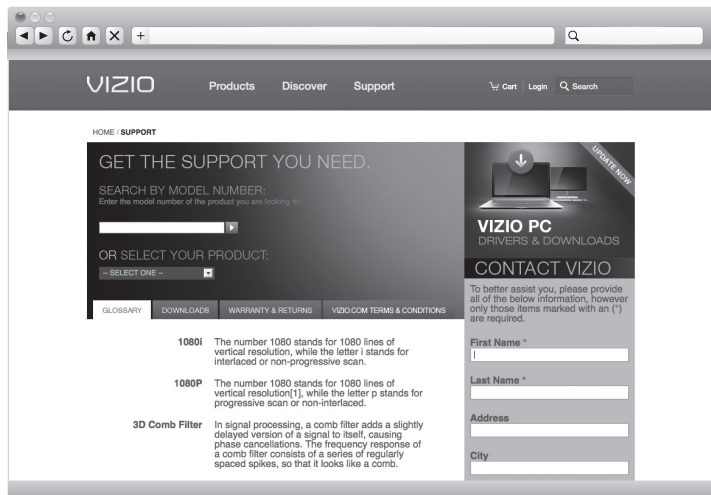 VIZIO
Products Discover Support
Cart Login Search
HOME / SUPPORT
GET THE SUPPORT YOU NEED.
SEARCH BY MODEL NUMBER:
Enter the model number of the product you are looking for.
OR SELECT YOUR PRODUCT:
-- SELECT ONE --
GLOSSARY DOWNLOADS WARRANTY & RETURNS VIZIO.COM TERMS & CONDITIONS
1080i The number 1080 stands for 1080 lines of
vertical resolution, while the letter i stands for
interlaced or non-progressive scan.
1080P The number 1080 stands for 1080 lines of
vertical resolution[1], while the letter p stands for
progressive scan or non-interlaced.
3D Comb Filter In signal processing, a comb filter adds a slightly
delayed version of a signal to itself, causing
phase cancellations. The frequency response of
a comb filter consists of a series of regularly
spaced spikes, so that it looks like a comb.
UPDATE NOW
VIZIO PC
DRIVERS & DOWNLOADS
CONTACT VIZIO
To better assist you, please provide
all of the below information, however
only those items marked with an (*)
are required.
First Name *
Last Name *
Address
City